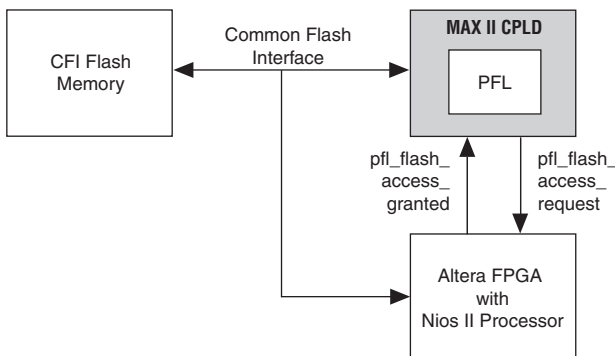 CFI Flash
Memory
Common Flash
Interface
MAX II CPLD
PFL
pfl_flash_
access_
granted
pfl_flash_
access_
request
Altera FPGA
with
Nios II Processor